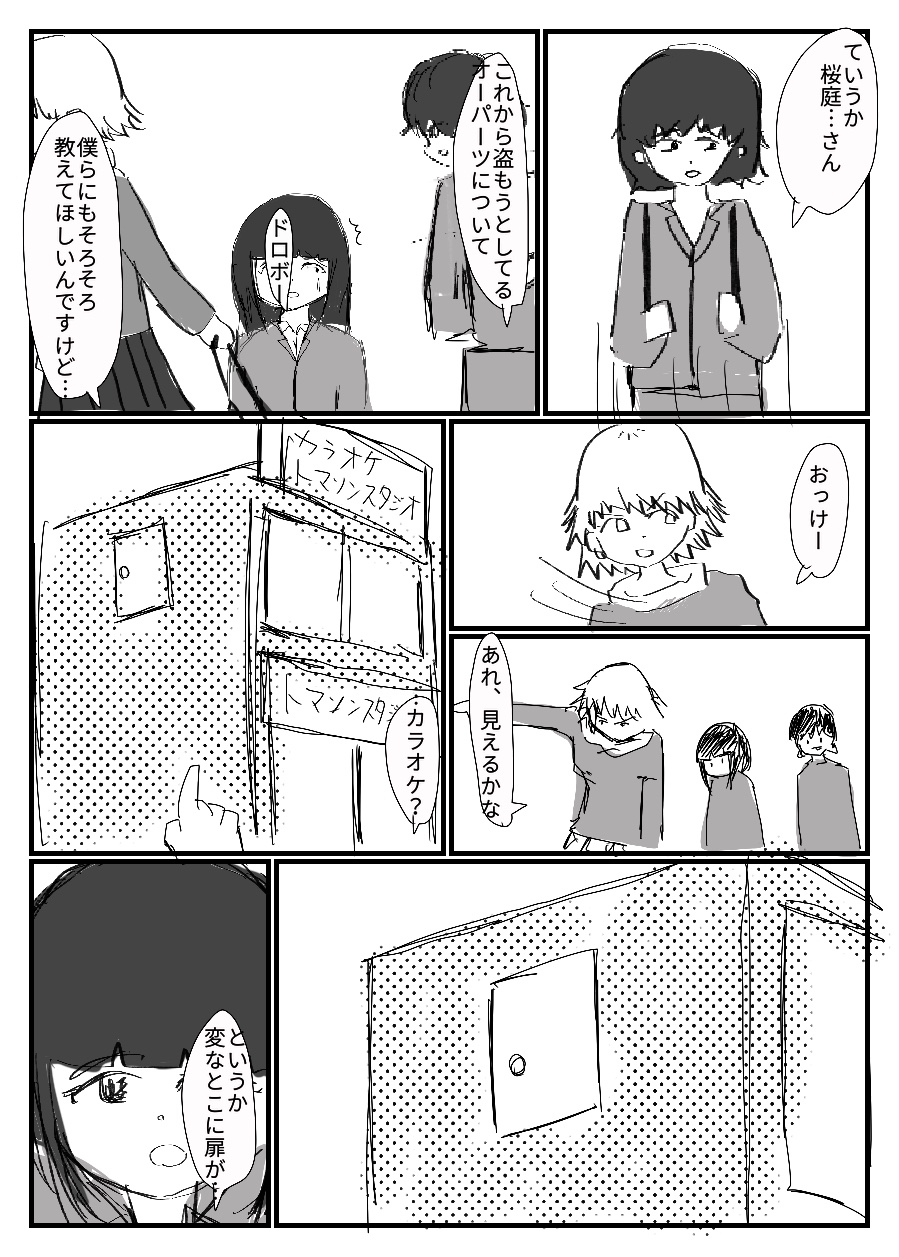 ていうか
桜庭…さん
これから盗もうとしてる
オーパーツについて
ドロボー
僕らにもそろそろ
教えてほしいんですけど…
おっけー
あれ、見えるかな
カラオケ
トマソンスタジオ
トマソンスタジ
カラオケ？
というか
変なとこに扉が…